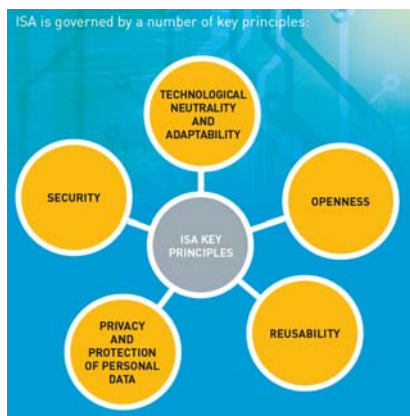 ISA is governed by a number of key principles:
TECHNOLOGICAL
NEUTRALITY
AND
ADAPTABILITY
SECURITY
OPENNESS
ISA KEY
PRINCIPLES
PRIVACY
AND
PROTECTION
OF PERSONAL
DATA
REUSABILITY